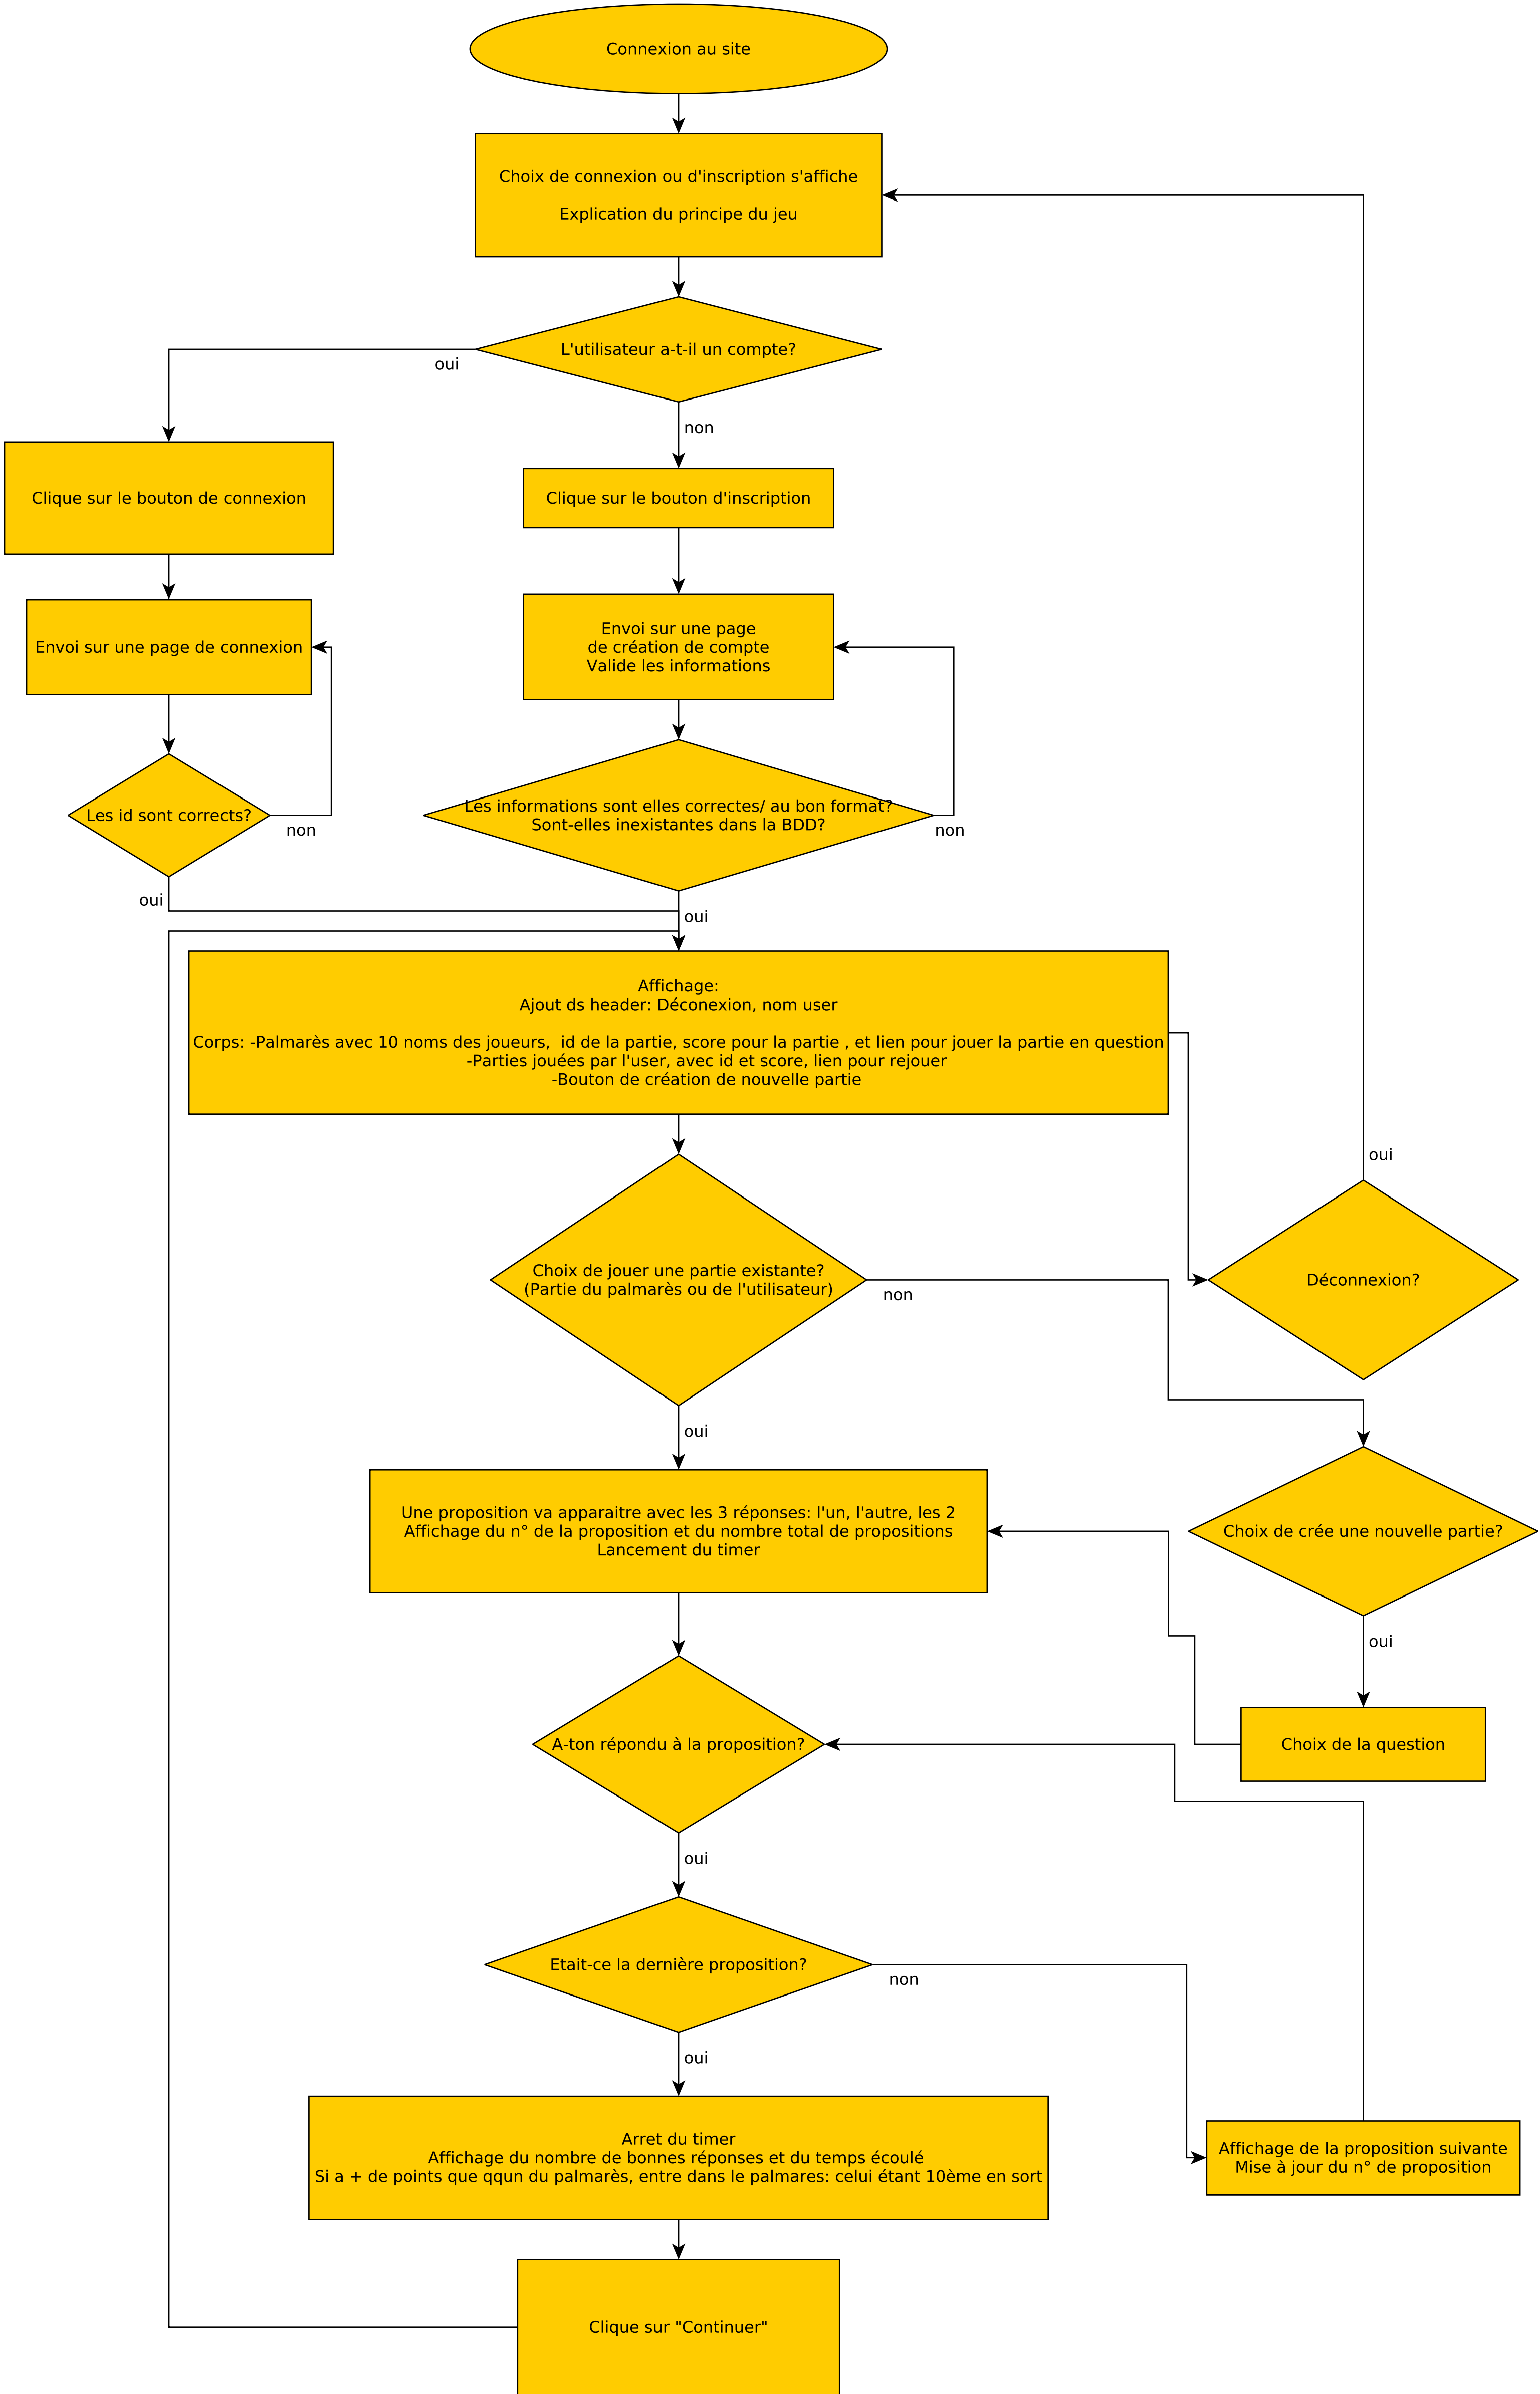 Connexion au site
Choix de connexion ou d'inscription s'affiche
Explication du principe du jeu
L'utilisateur a-t-il un compte?
oui
non
Clique sur le bouton de connexion
Clique sur le bouton d'inscription
Envoi sur une page de connexion
Envoi sur une page
de création de compte
Valide les informations
Les id sont corrects?
non
Les informations sont elles correctes/ au bon format?
Sont-elles inexistantes dans la BDD?
non
oui
oui
Affichage:
Ajout ds header: Déconexion, nom user
Corps: -Palmarès avec 10 noms des joueurs,  id de la partie, score pour la partie , et lien pour jouer la partie en question
-Parties jouées par l'user, avec id et score, lien pour rejouer
-Bouton de création de nouvelle partie
oui
Déconnexion?
Choix de jouer une partie existante?
(Partie du palmarès ou de l'utilisateur)
non
oui
Une proposition va apparaitre avec les 3 réponses: l'un, l'autre, les 2
Affichage du n° de la proposition et du nombre total de propositions
Lancement du timer
Choix de crée une nouvelle partie?
oui
A-ton répondu à la proposition?
Choix de la question
oui
Etait-ce la dernière proposition?
non
oui
Arret du timer
Affichage du nombre de bonnes réponses et du temps écoulé
Si a + de points que qqun du palmarès, entre dans le palmares: celui étant 10ème en sort
Affichage de la proposition suivante
Mise à jour du n° de proposition
Clique sur "Continuer"